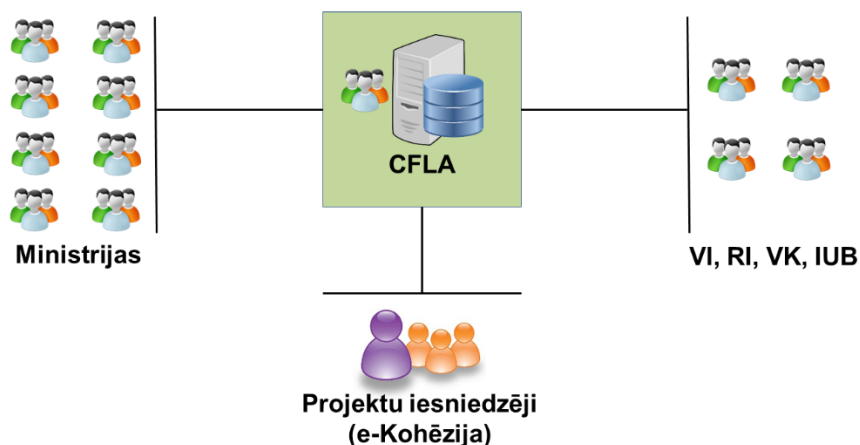 CFLA
Ministrijas
VI, RI, VK, IUB
Projektu iesniedzēji
(e-Kohēzija)